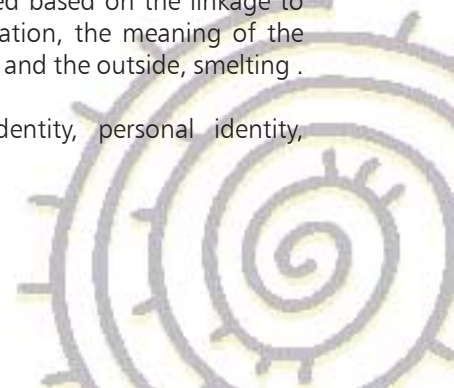 ed based on the linkage to
ation, the meaning of the
and the outside, smelting .
dentity, personal identity,